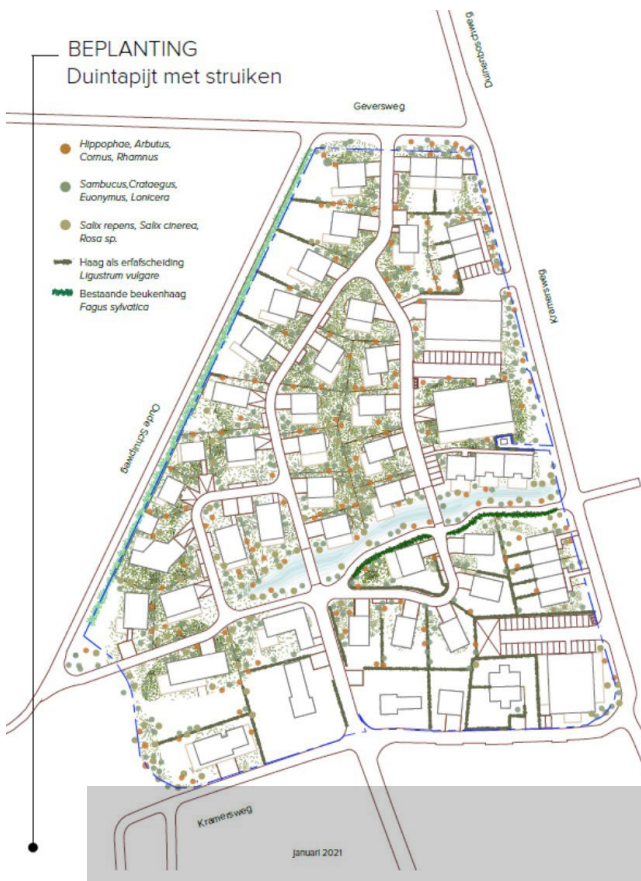 BEPLANTING
Duintapijt met struiken
Duinenboschweg
Geversweg
Hippophae, Arbutus,
Cornus, Rhamnus
Sambucus,Crataegus,
Euonymus, Lonicera
Salix repens, Salix cinerea,
Rosa sp.
Haag als erfafscheiding
Ligustrum vulgare
Bestaande beukenhaag
Fagus sylvatica
Kramersweg
Oude Schulpweg
Kramersweg
januari 2021